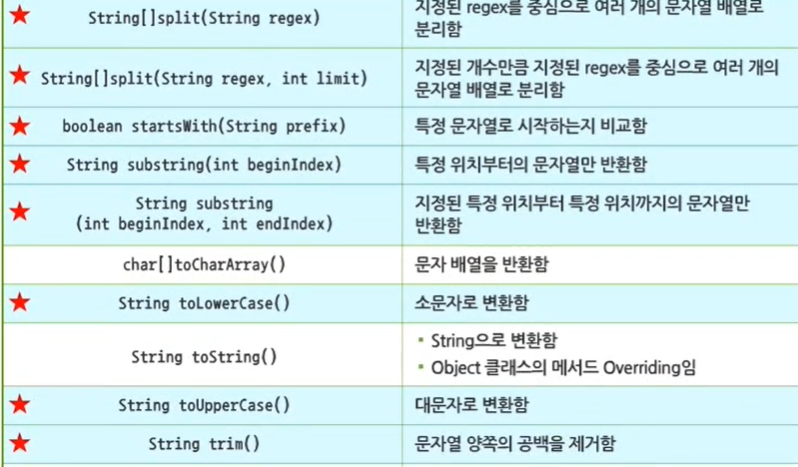 String[]split(String regex)
지정된 regex를 중심으로 여러 개의 문자열 배열로
분리함
String[]split(String regex, int limit)
지정된 개수만큼 지정된 regex를 중심으로 여러 개의
문자열 배열로 분리함
boolean startsWith(String prefix)
특정 문자열로 시작하는지 비교함
String substring(int beginIndex)
특정 위치부터의 문자열만 반환함
String substring
(int beginIndex, int endIndex)
지정된 특정 위치부터 특정 위치까지의 문자열만
반환함
char[]toCharArray()
문자 배열을 반환함
String toLowerCase()
소문자로 변환함
String toString()
▪ String으로 변환함
▪ Object 클래스의 메서드 Overriding임
String toUpperCase()
대문자로 변환함
String trim()
문자열 양쪽의 공백을 제거함